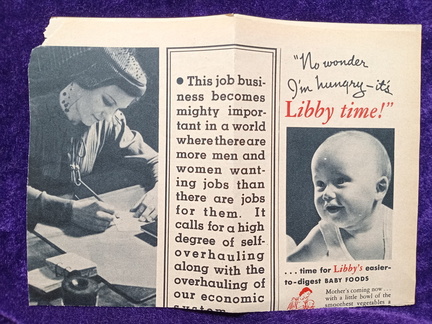 • This job busi-
ness becomes
mighty impor-
tant in a world
where there are
more men and
women want-
ing jobs than
there are jobs
for them. It
calls for a high
degree of self-
overhauling
along with the
overhauling of
our economic
system
"No wonder
I'm hungry—it's
Libby time!"
... time for Libby's easier-
to-digest BABY FOODS
Mother's coming now ...
with a little bowl of the
smoothest vegetables a